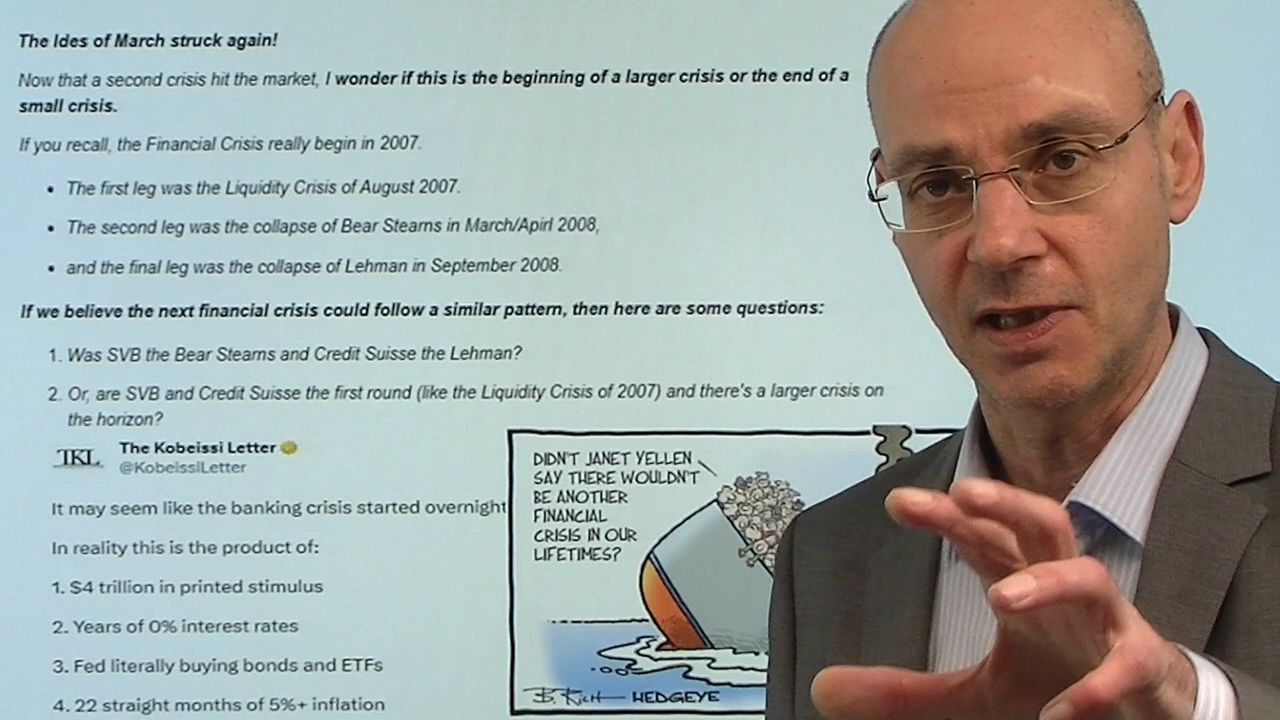 The Ides of March struck again!
Now that a second crisis hit the market, I wonder if this is the beginning of a larger crisis or the end of a
small crisis.
If you recall, the Financial Crisis really begin in 2007.
• The first leg was the Liquidity Crisis of August 2007.
• The second leg was the collapse of Bear Stearns in March/Apirl 2008,
• and the final leg was the collapse of Lehman in September 2008.
If we believe the next financial crisis could follow a similar pattern, then here are some questions:
1. Was SVB the Bear Stearns and Credit Suisse the Lehman?
2. Or, are SVB and Credit Suisse the first round (like the Liquidity Crisis of 2007) and there's a larger crisis on
the horizon?
TKL
The Kobeissi Letter
@KobeissiLetter
It may seem like the banking crisis started overnight
In reality this is the product of:
1. $4 trillion in printed stimulus
2. Years of 0% interest rates
3. Fed literally buying bonds and ETFs
4. 22 straight months of 5%+ inflation
DIDN'T JANET YELLEN
SAY THERE WOULDN'T
BE ANOTHER
FINANCIAL
CRISIS IN OUR
LIFETIMES?
B. Rich HEDGEYE